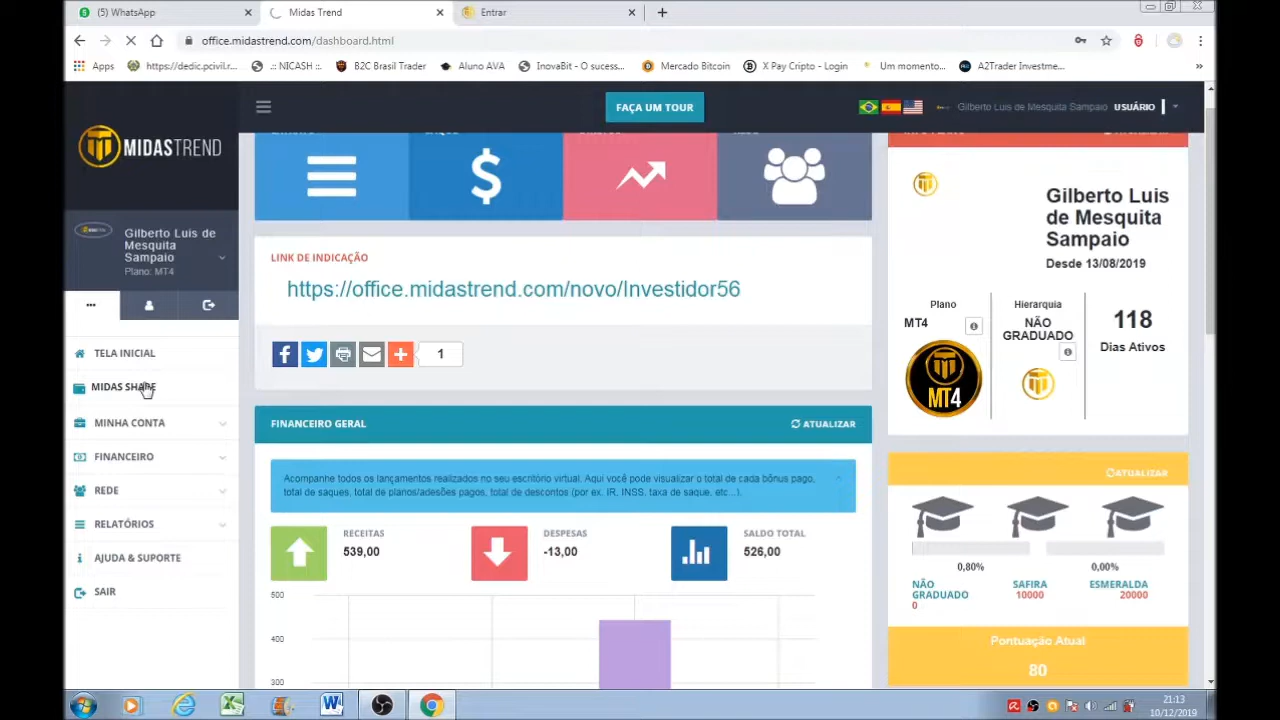 (5) WhatsApp
Midas Trend
Entrar
office.midastrend.com/dashboard.html
Apps
https://dedic.pcivil.r...
.:: NICASH ::.
B2C Brasil Trader
Aluno AVA
InovaBit - O sucess...
Mercado Bitcoin
X Pay Cripto - Login
Um momento...
A2Trader Investme...
»
MIDASTREND
FAÇA UM TOUR
Gilberto Luis de Mesquita Sampaio USUÁRIO
Gilberto Luis de
Mesquita
Sampaio
Plano: MT4
TELA INICIAL
MIDAS SHAPE
MINHA CONTA
FINANCEIRO
REDE
RELATÓRIOS
AJUDA & SUPORTE
SAIR
LINK DE INDICAÇÃO
https://office.midastrend.com/novo/Investidor56
1
FINANCEIRO GERAL
ATUALIZAR
Acompanhe todos os lançamentos realizados no seu escritório virtual. Aqui você pode visualizar o total de cada bônus pago,
total de saques, total de planos/adesões pagos, total de descontos (por ex. IR, INSS, taxa de saque, etc...).
RECEITAS
539,00
DESPESAS
-13,00
SALDO TOTAL
526,00
500
400
300
Gilberto Luis
de Mesquita
Sampaio
Desde 13/08/2019
Plano
MT4
MT4
Hierarquia
NÃO
GRADUADO
118
Dias Ativos
ATUALIZAR
0,80%
0,00%
NÃO
GRADUADO
0
SAFIRA
10000
ESMERALDA
20000
Pontuação Atual
80
21:13
10/12/2019